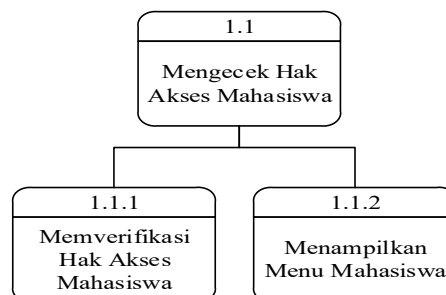 1.1
Mengecek Hak
Akses Mahasiswa
1.1.1
Memverifikasi
Hak Akses
Mahasiswa
1.1.2
Menampilkan
Menu Mahasiswa